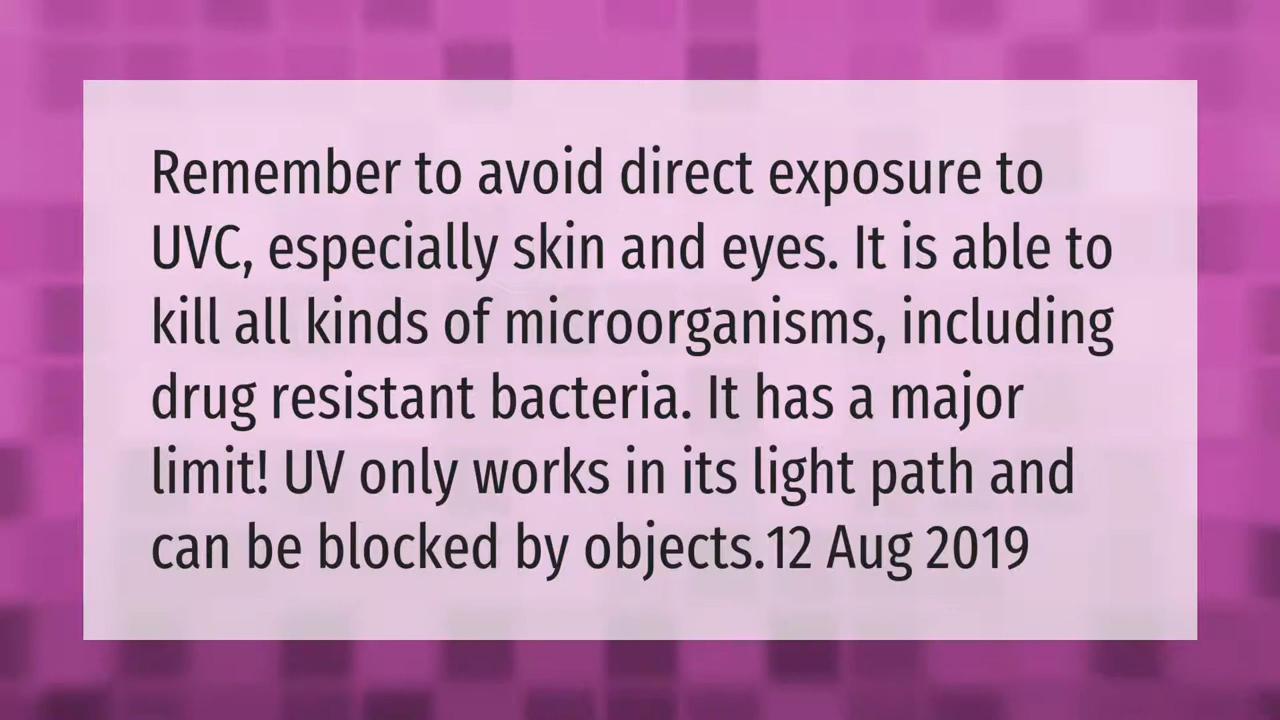 Remember to avoid direct exposure to
UVC, especially skin and eyes. It is able to
kill all kinds of microorganisms, including
drug resistant bacteria. It has a major
limit! UV only works in its light path and
can be blocked by objects.12 Aug 2019